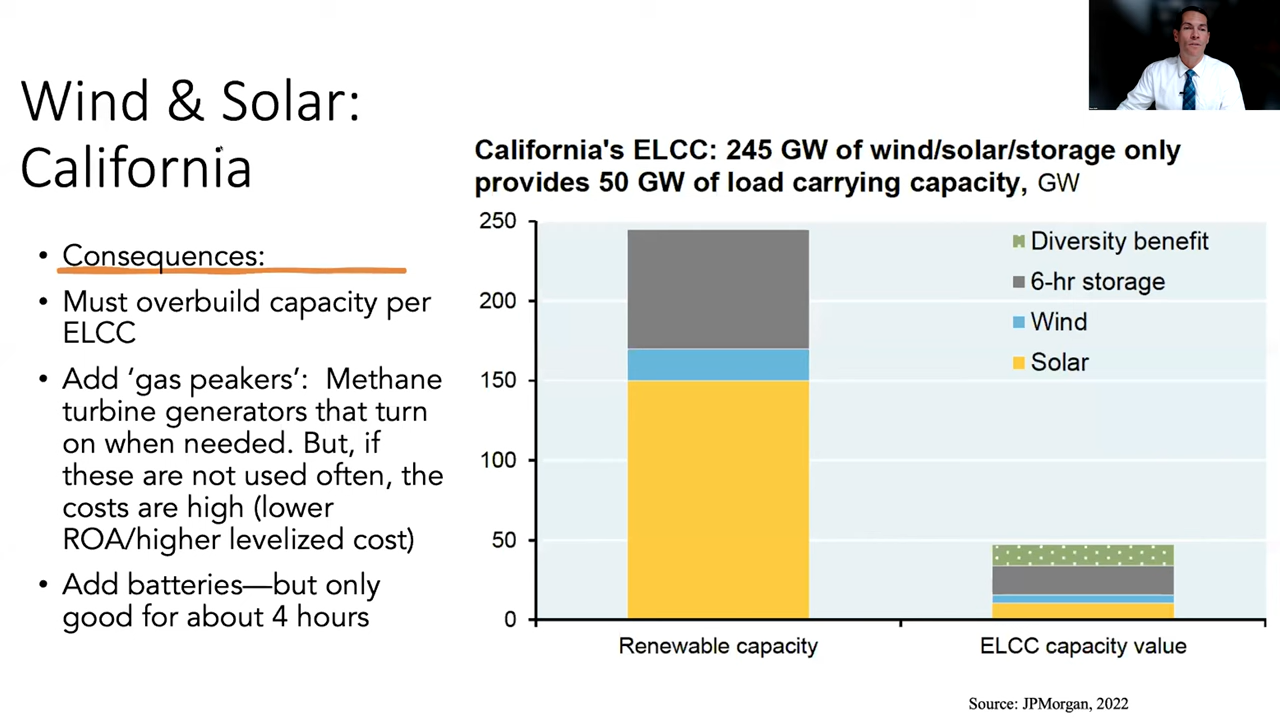 Wind & Solar:
California
• Consequences:
• Must overbuild capacity per
ELCC
• Add ‘gas peakers’: Methane
turbine generators that turn
on when needed. But, if
these are not used often, the
costs are high (lower
ROA/higher levelized cost)
• Add batteries—but only
good for about 4 hours
California's ELCC: 245 GW of wind/solar/storage only
provides 50 GW of load carrying capacity, GW
250
200
150
100
50
0
Diversity benefit
6-hr storage
Wind
Solar
Renewable capacity
ELCC capacity value
Source: JPMorgan, 2022